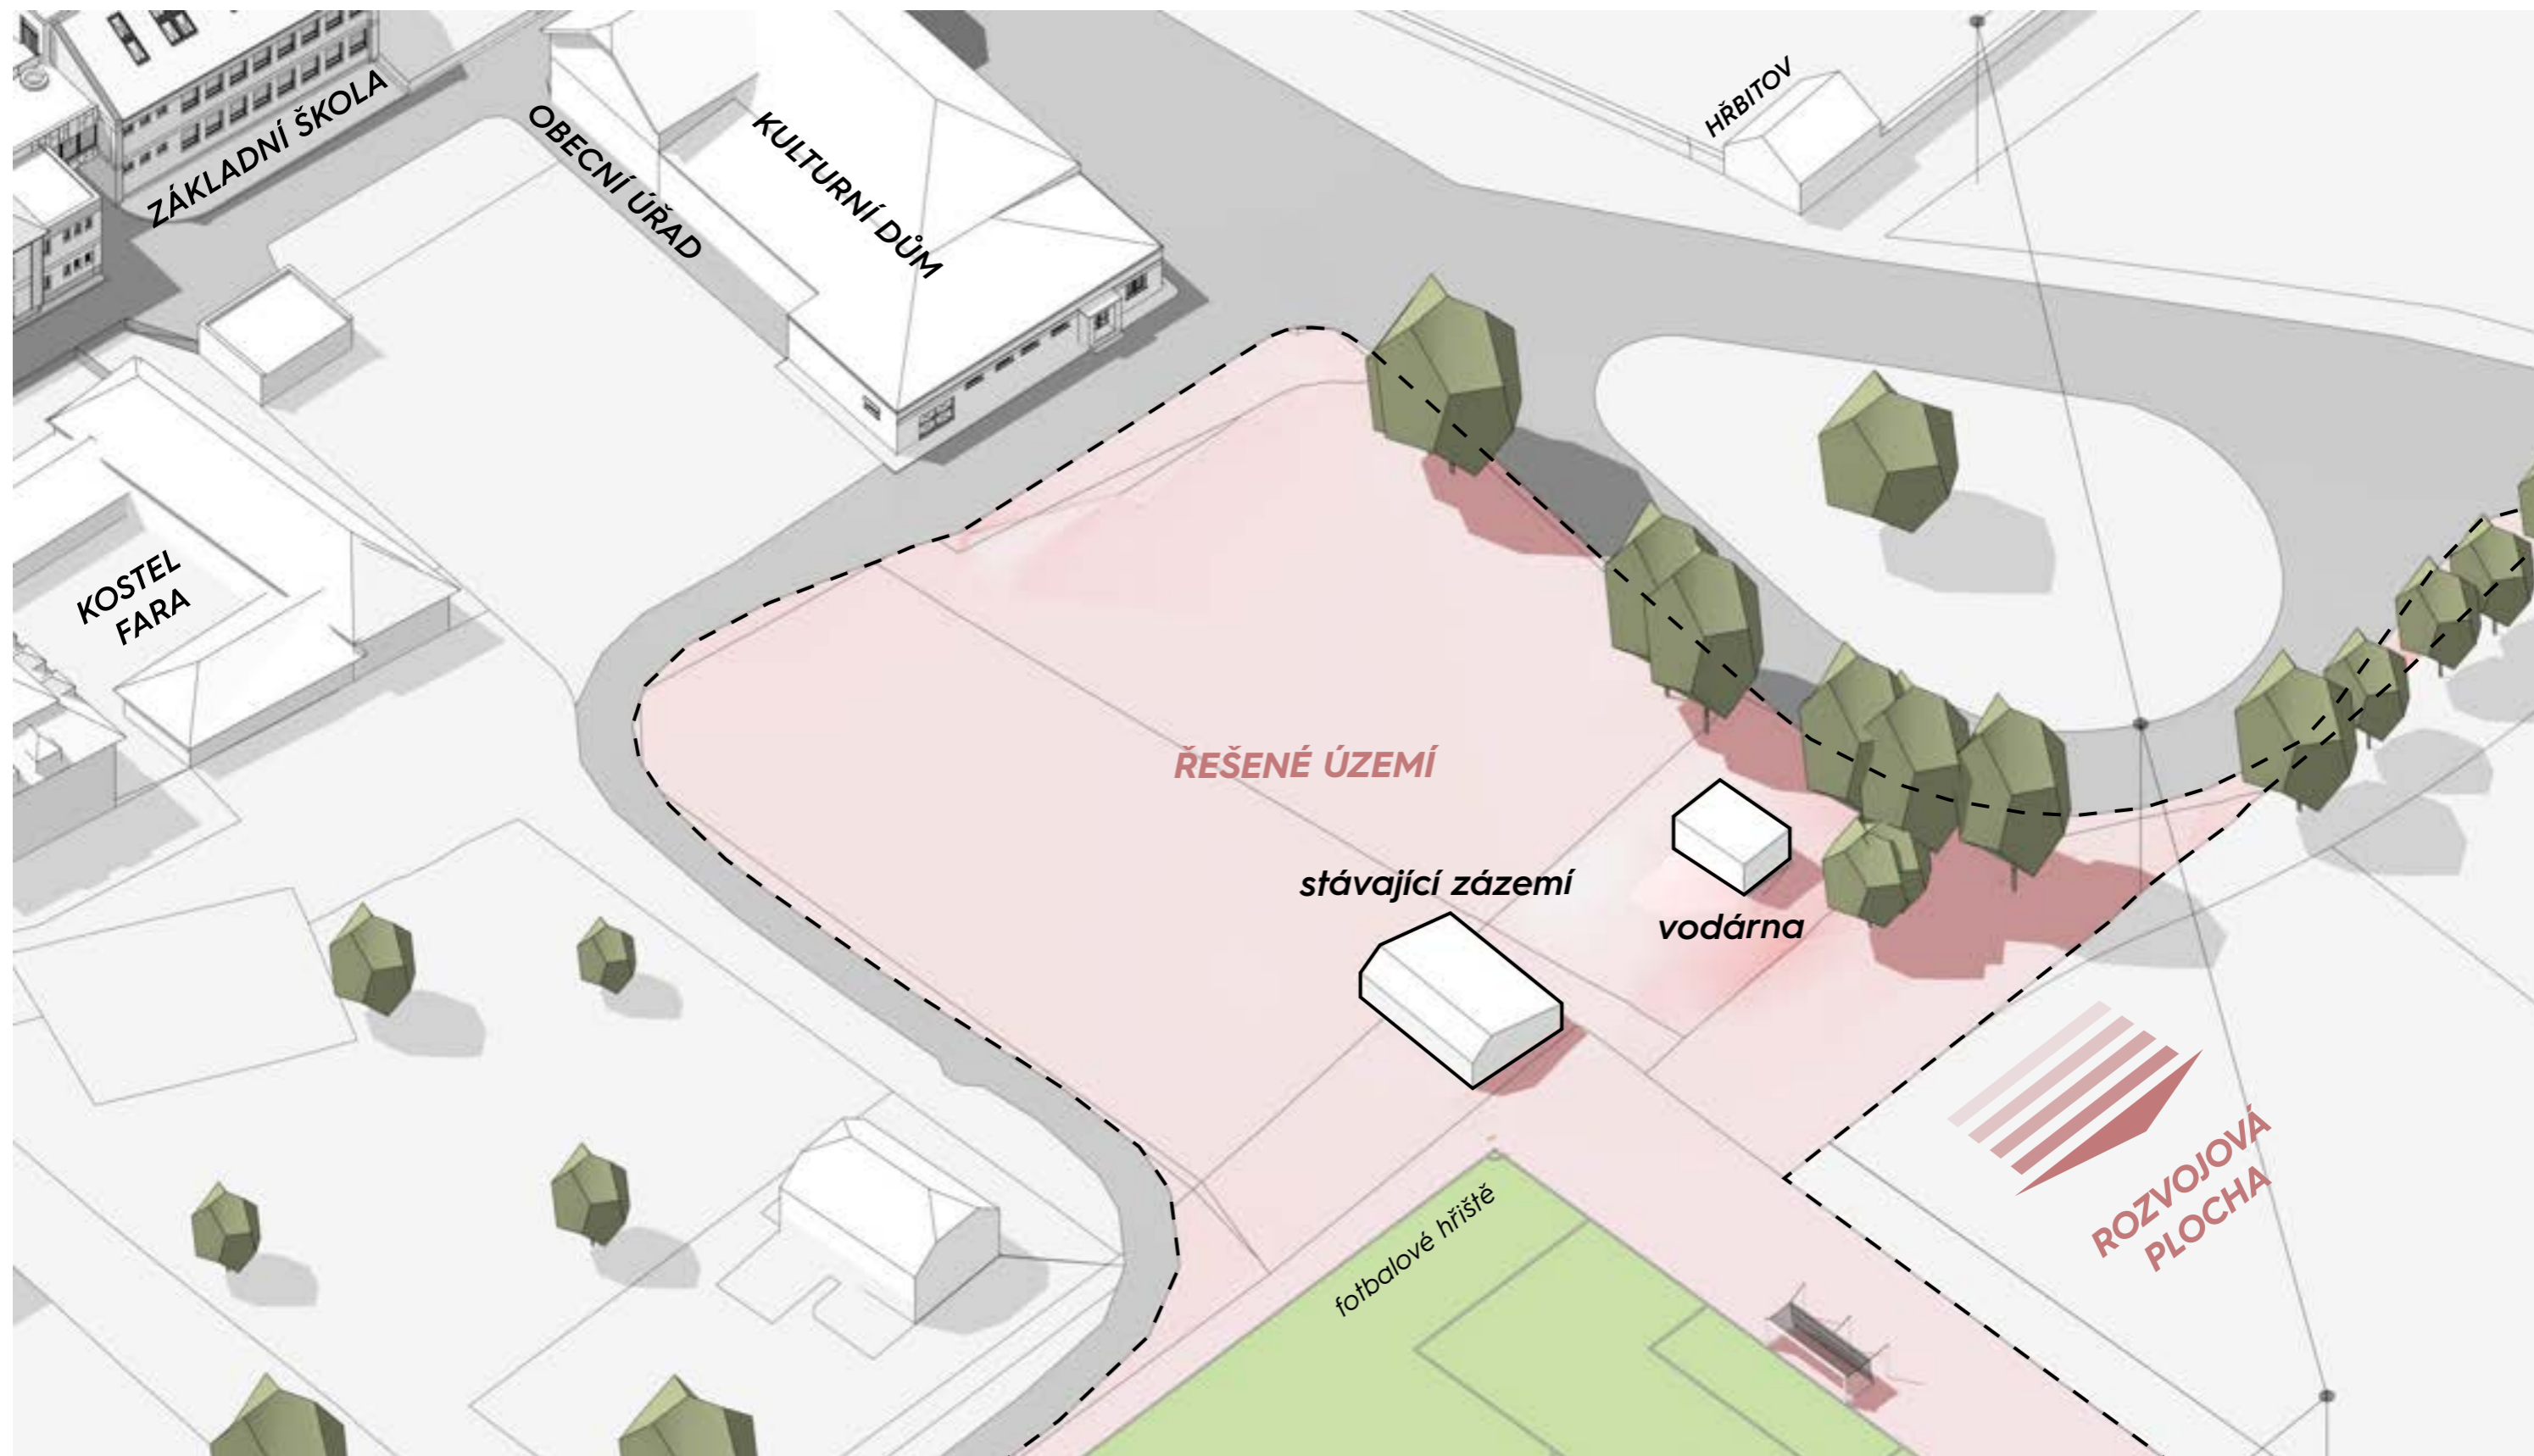 ZÁKLADNÍ ŠKOLA
OBECNÍ ÚŘAD
KULTURNÍ DŮM
HŘBITOV
KOSTEL
FARA
ŘEŠENÉ ÚZEMÍ
stávající zázemí
vodárna
fotbalové hřiště
ROZVOJOVÁ
PLOCHA